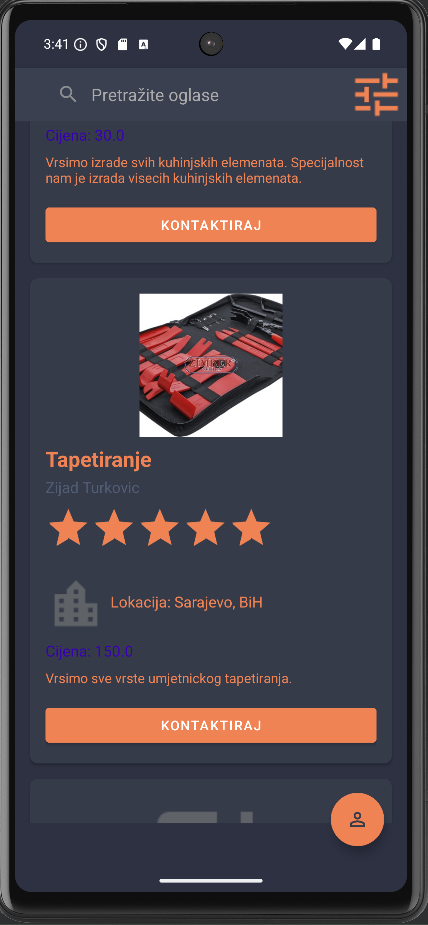 3:41
Pretražite oglase
Cijena: 30.0
Vrsimo izrade svih kuhinjskih elemenata. Specijalnost
nam je izrada visecih kuhinjskih elemenata.
KONTAKTIRAJ
Tapetiranje
Zijad Turkovic
Lokacija: Sarajevo, BiH
Cijena: 150.0
Vrsimo sve vrste umjetnickog tapetiranja.
KONTAKTIRAJ